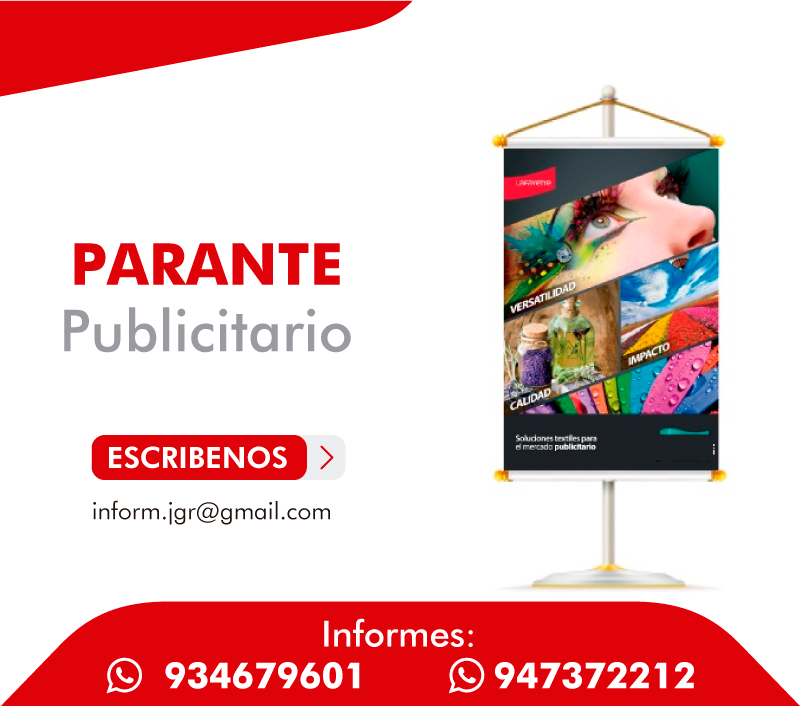 PARANTE
Publicitario
ESCRIBENOS
inform.jgr@gmail.com
Lafayette
VERSATILIDAD
IMPACTO
CALIDAD
Soluciones textiles para
el mercado publicitario
Informes:
934679601 947372212